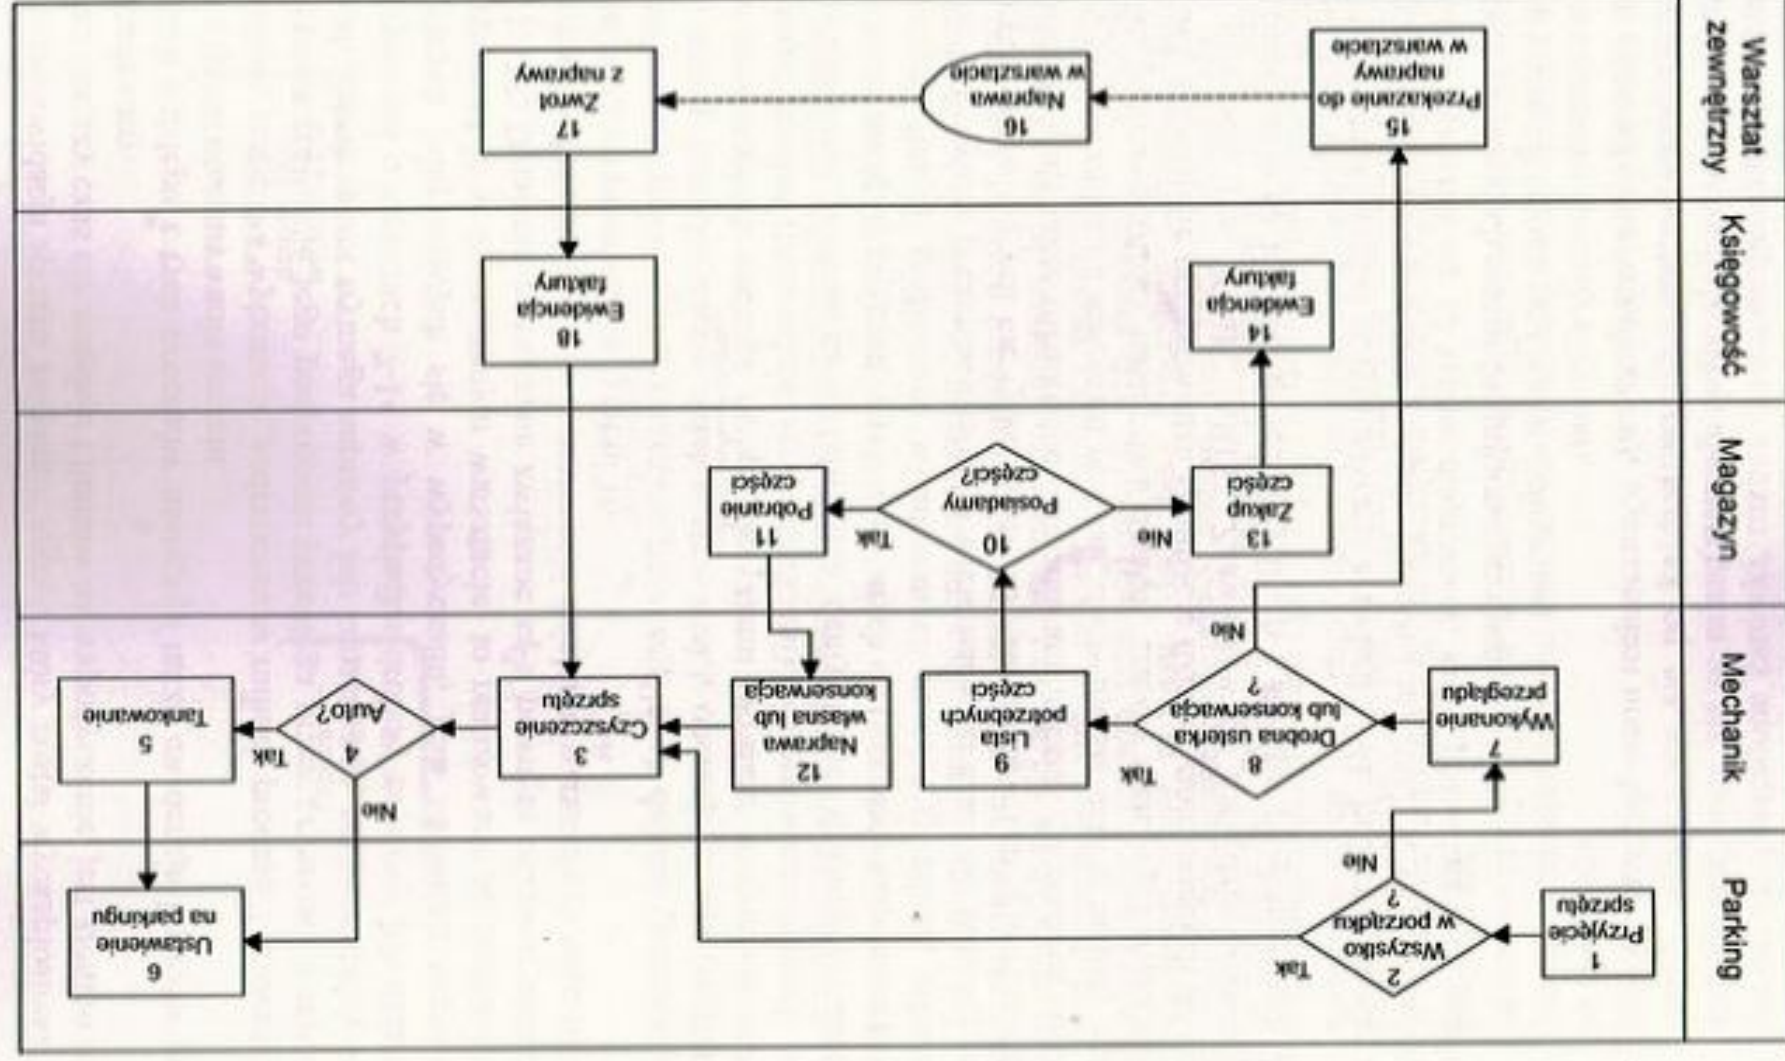 Parking
Mechanik
Magazyn
Księgowość
Warsztat
zewnętrzny
1
Przyjęcie
sprzętu
2
Wszystko
w porządku
?
Tak
Nie
3
Czyszczenie
sprzętu
4
Auto?
Tak
Nie
5
Tankowanie
6
Ustawienie
na parkingu
7
Wykonanie
przeglądu
8
Drobna usterka
lub konserwacja
?
Tak
Nie
9
Lista
potrzebnych
części
10
Posiadamy
części?
Tak
Nie
11
Pobranie
części
12
Naprawa
własna lub
konserwacja
13
Zakup
części
14
Ewidencja
faktury
15
Przekazanie do
naprawy
w warsztacie
16
Naprawa
w warsztacie
17
Zwrot
z naprawy
18
Ewidencja
faktury